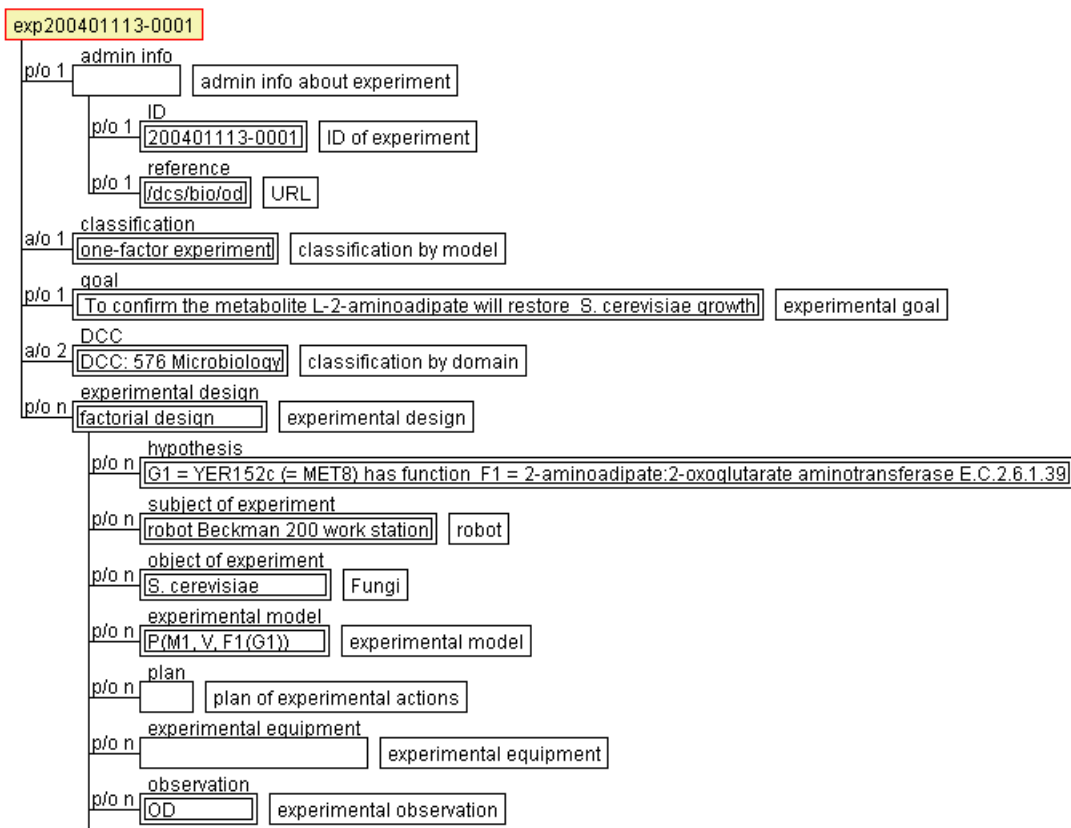 exp200401113-0001
admin info
p/o 1
admin info about experiment
ID
p/o 1
200401113-0001
ID of experiment
reference
p/o 1
/dcs/bio/od
URL
classification
a/o 1
one-factor experiment
classification by model
goal
p/o 1
To confirm the metabolite L-2-aminoadipate will restore S. cerevisiae growth
experimental goal
DCC
a/o 2
DCC: 576 Microbiology
classification by domain
experimental design
p/o n
factorial design
experimental design
hypothesis
p/o n
G1 = YER152c (= MET8) has function F1 = 2-aminoadipate:2-oxoglutarate aminotransferase E.C.2.6.1.39
subject of experiment
p/o n
robot Beckman 200 work station
robot
object of experiment
p/o n
S. cerevisiae
Fungi
experimental model
p/o n
P(M1, V, F1(G1))
experimental model
plan
p/o n
plan of experimental actions
experimental equipment
p/o n
experimental equipment
observation
p/o n
OD
experimental observation